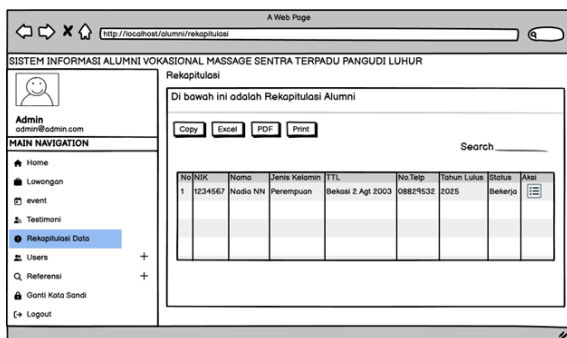 A Web Page
http://localhost/alumni/rekapitulasi
SISTEM INFORMASI ALUMNI VOKASIONAL MASSAGE SENTRA TERPADU PANGUDI LUHUR
Admin
admin@admin.com
MAIN NAVIGATION
Home
Lowongan
event
Testimoni
Rekapitulasi Data
Users +
Referensi +
Ganti Kata Sandi
Logout
Rekapitulasi
Di bawah ini adalah Rekapitulasi Alumni
Copy Excel PDF Print
Search
No NIK Nama Jenis Kelamin TTL No.Telp Tahun Lulus Status Aksi
1 1234567 Nadia NN Perempuan Bekasi 2 Agt 2003 08829532 2025 Bekerja